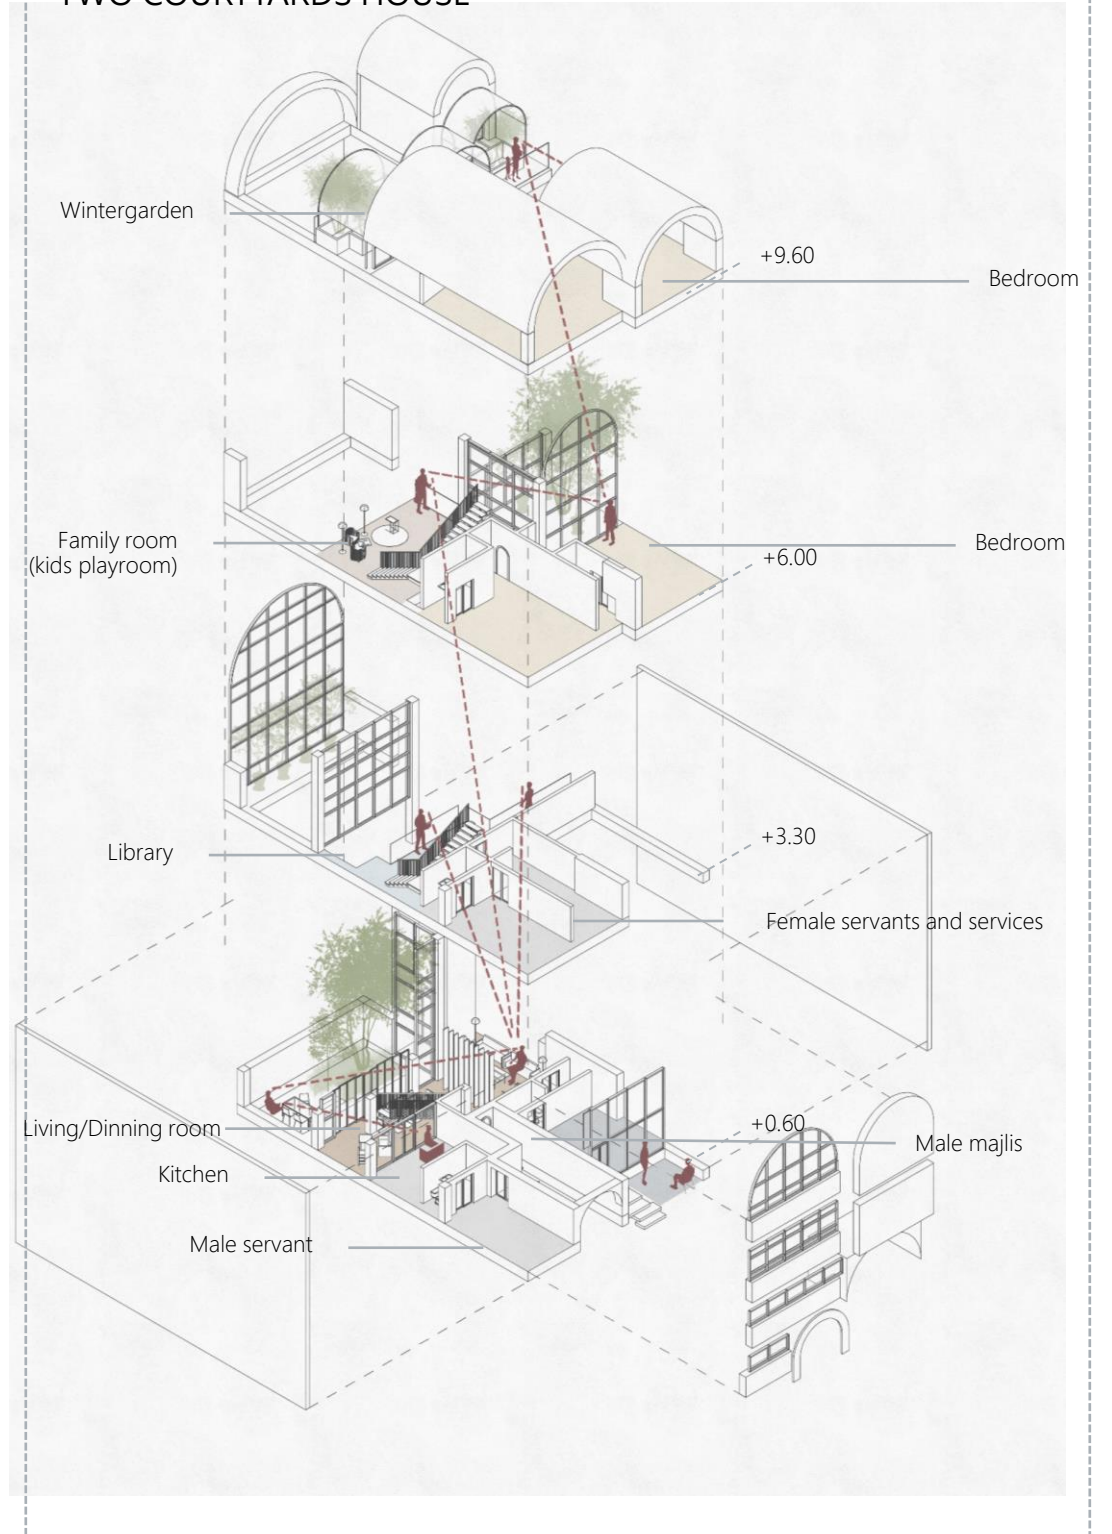 TWO COURTYARDS HOUSE
Wintergarden
+9.60
Bedroom
Family room
(kids playroom)
Bedroom
+6.00
+3.30
Library
Female servants and services
+0.60
Living/Dinning room
Male majlis
Kitchen
Male servant